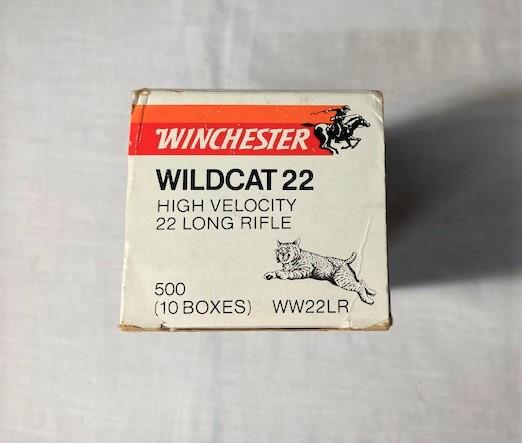 WINCHESTER
WILDCAT 22
HIGH VELOCITY
22 LONG RIFLE
500
(10 BOXES) WW22LR